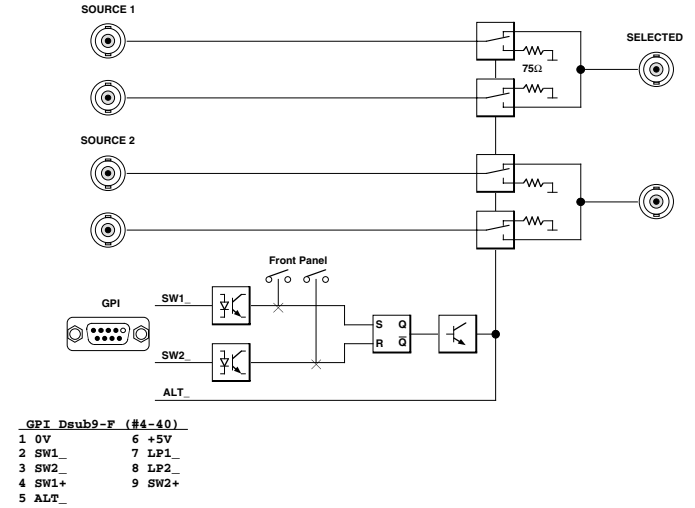 SOURCE 1
SELECTED
75Ω
SOURCE 2
Front Panel
GPI
SW1_
S Q
R Q̅
SW2_
ALT_
GPI Dsub9-F (#4-40)
1 0V 6 +5V
2 SW1_ 7 LP1_
3 SW2_ 8 LP2_
4 SW1+ 9 SW2+
5 ALT_